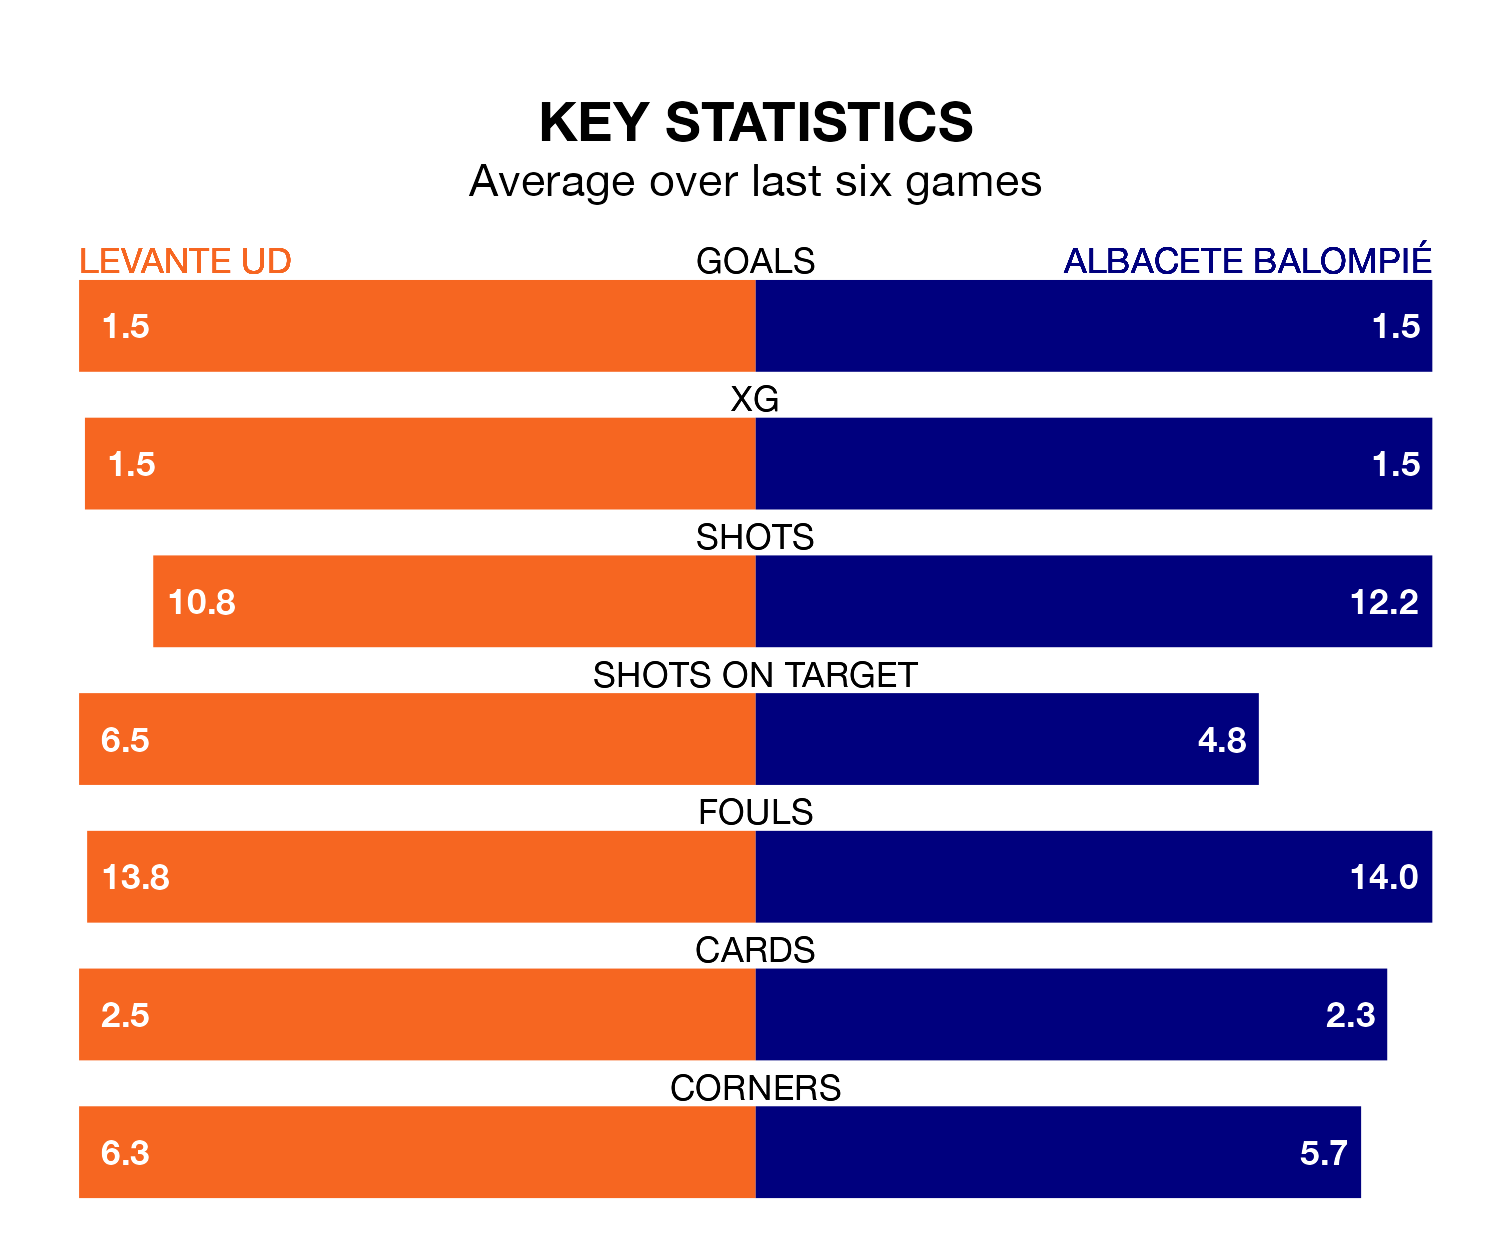 KEY STATISTICS
Average over last six games
LEVANTE UD GOALS ALBACETE BALOMPIÉ
1.5 1.5
XG
1.5 1.5
SHOTS
10.8 12.2
SHOTS ON TARGET
6.5 4.8
FOULS
13.8 14.0
CARDS
2.5 2.3
CORNERS
6.3 5.7